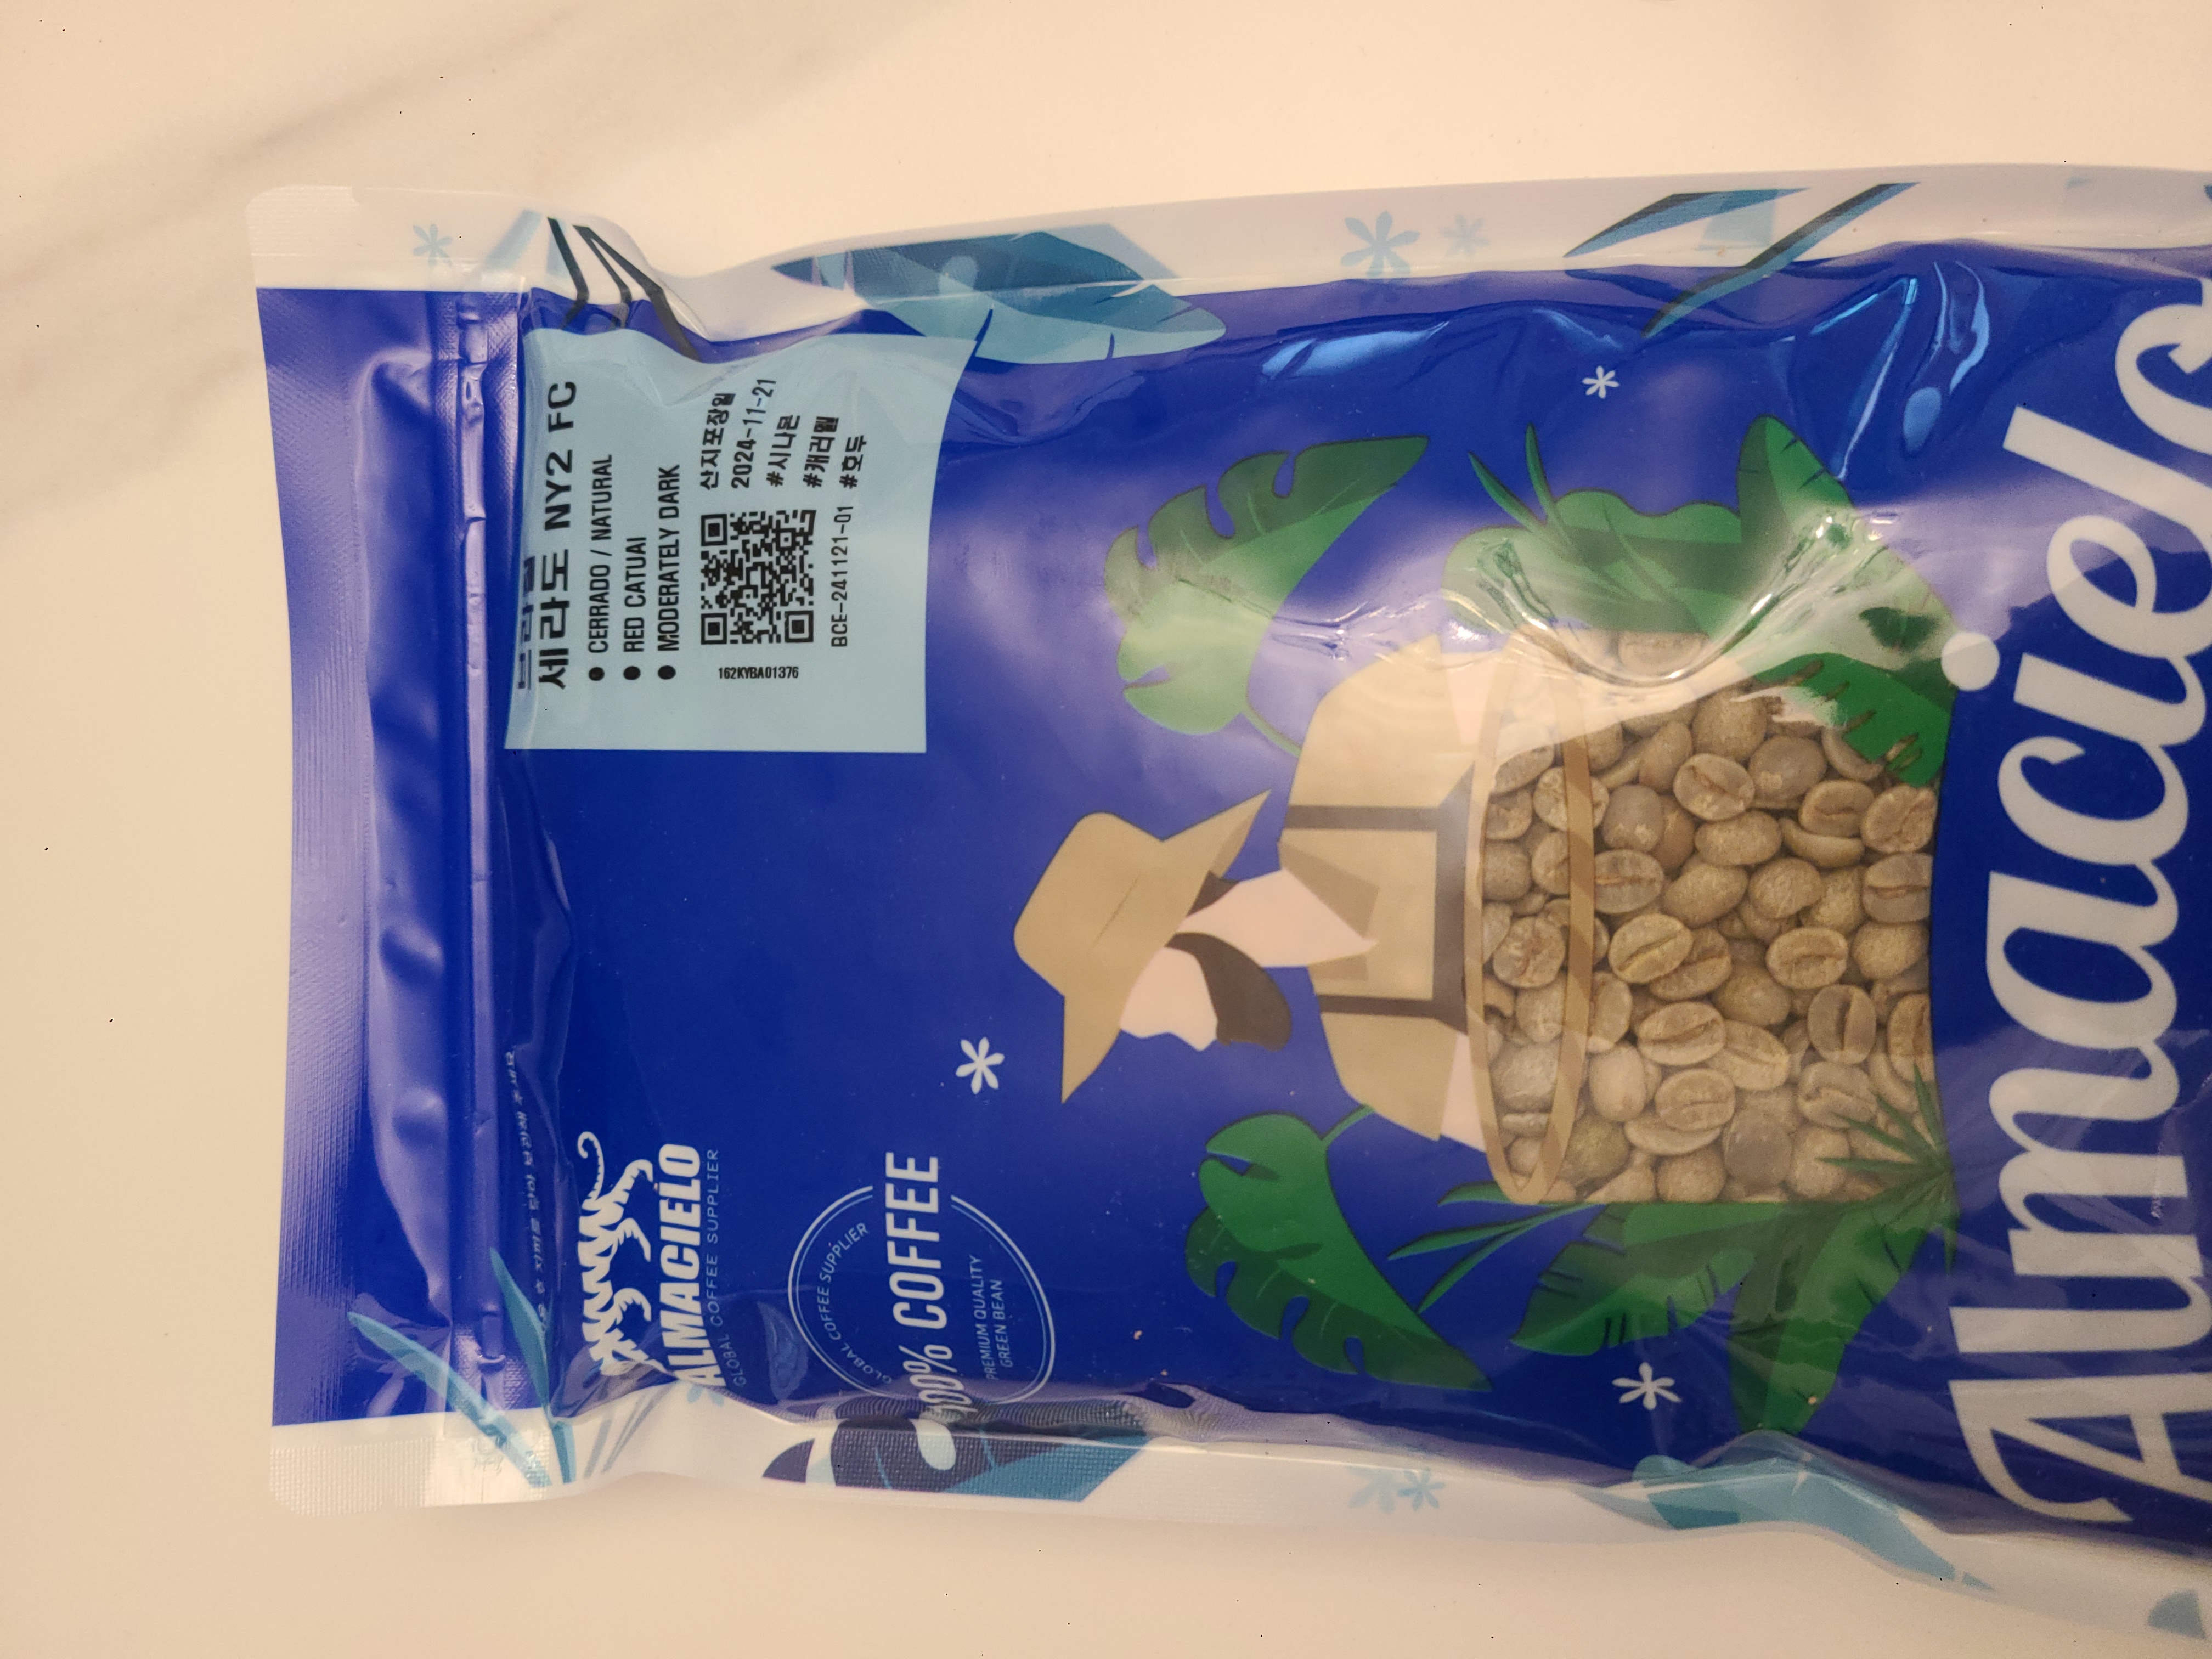 브라질
세라도 NY2 FC
● CERRADO / NATURAL
● RED CATUAI
● MODERATELY DARK
162KYBA01376
산지포장일
2024-11-21
#시나몬
#캐러멜
#호두
BCE-241121-01
ALMACIELO
GLOBAL COFFEE SUPPLIER
GLOBAL COFFEE SUPPLIER
100% COFFEE
PREMIUM QUALITY
GREEN BEAN